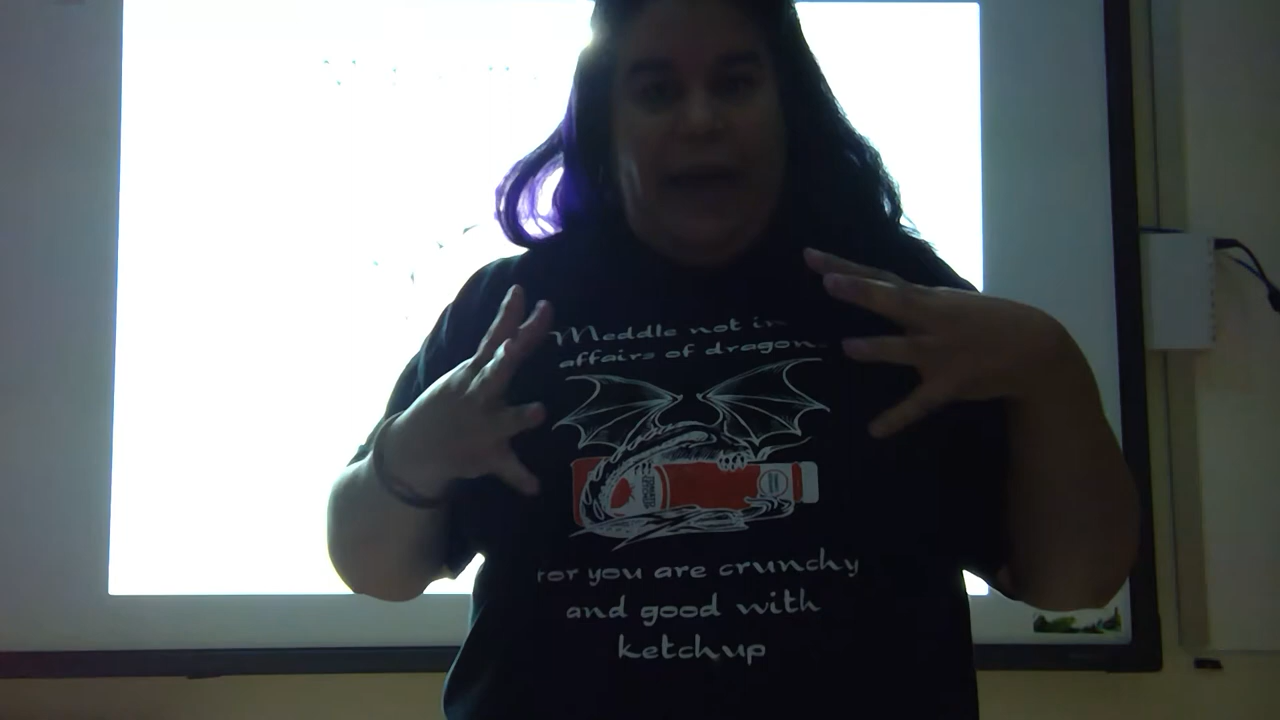 Meddle not in
affairs of dragon
for you are crunchy
and good with
ketchup